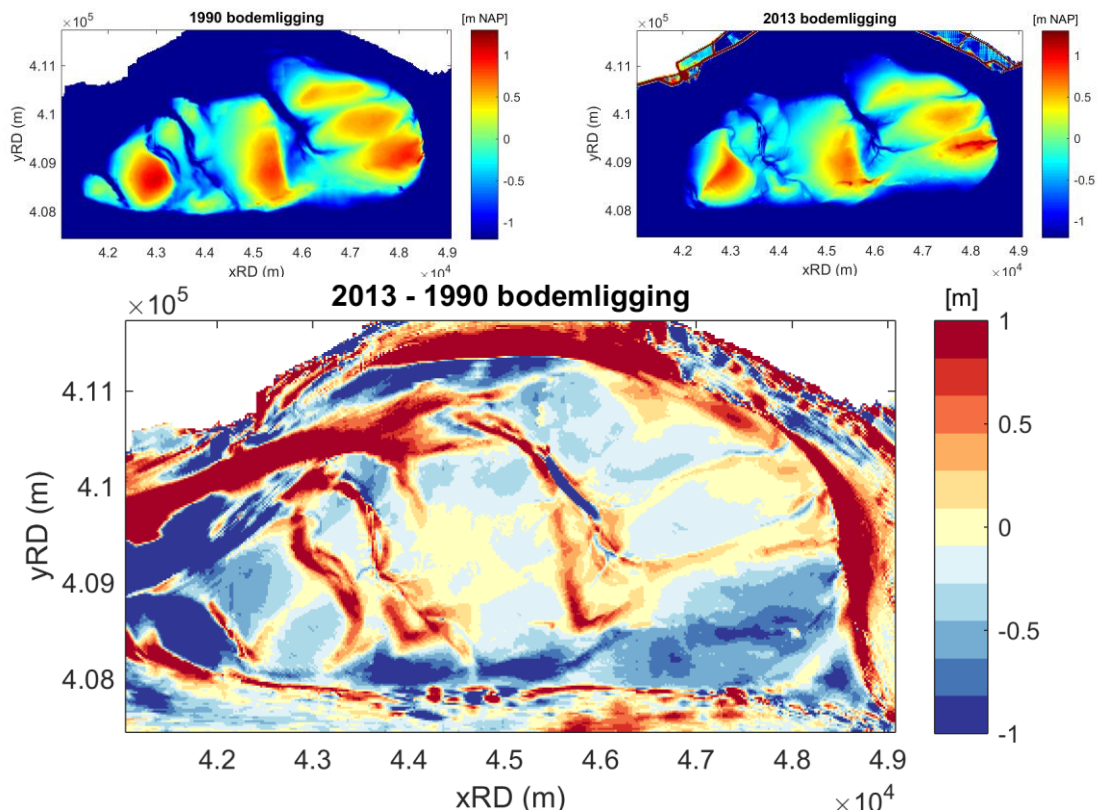 1990 bodemligging
×10⁵
[m NAP]
4.11
4.1
4.09
4.08
yRD (m)
4.2 4.3 4.4 4.5 4.6 4.7 4.8 4.9
xRD (m)
×10⁴
0.5
0
-0.5
-1
2013 bodemligging
×10⁵
[m NAP]
4.11
4.1
4.09
4.08
yRD (m)
4.2 4.3 4.4 4.5 4.6 4.7 4.8 4.9
xRD (m)
×10⁴
1
0.5
0
-0.5
-1
2013 - 1990 bodemligging
×10⁵
[m]
4.11
4.1
4.09
4.08
yRD (m)
4.2 4.3 4.4 4.5 4.6 4.7 4.8 4.9
xRD (m)
×10⁴
1
0.5
0
-0.5
-1